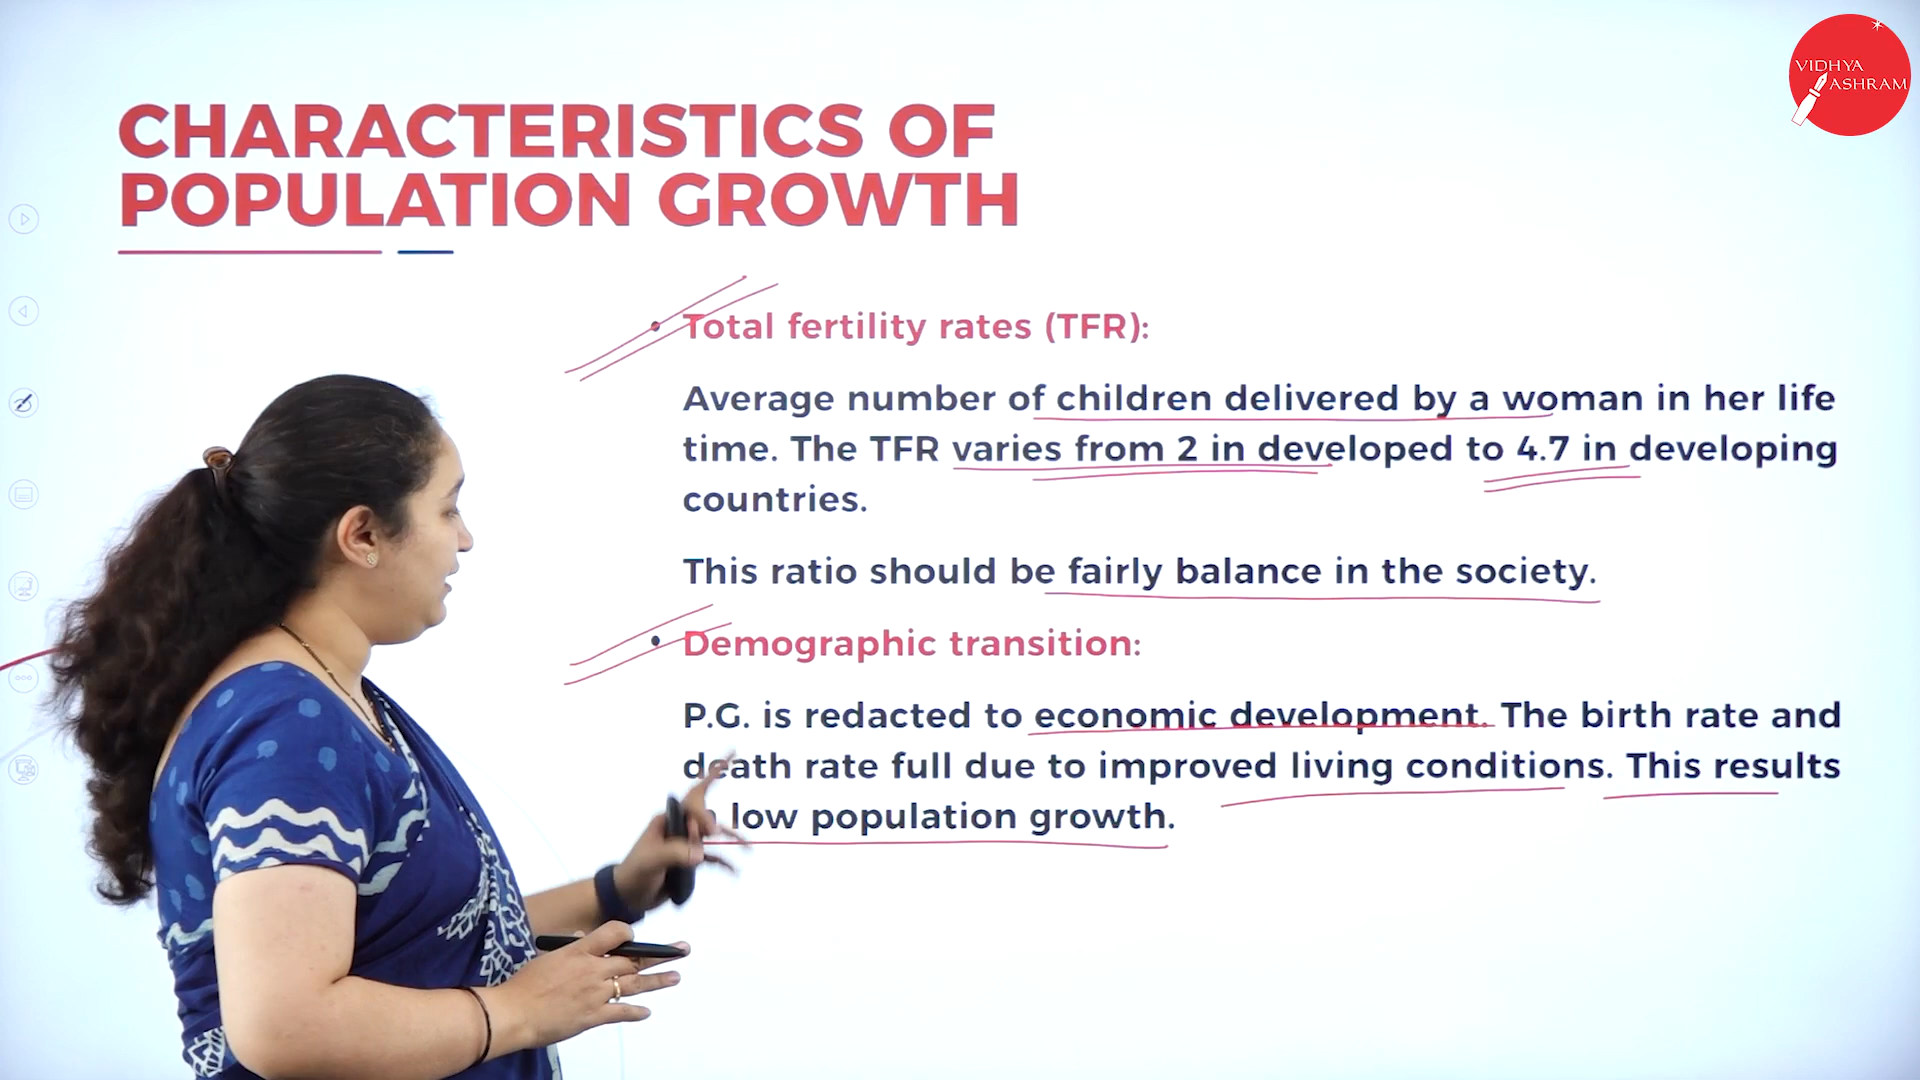 VIDHYA
ASHRAM
CHARACTERISTICS OF
POPULATION GROWTH
• Total fertility rates (TFR):
Average number of children delivered by a woman in her life
time. The TFR varies from 2 in developed to 4.7 in developing
countries.
This ratio should be fairly balance in the society.
• Demographic transition:
P.G. is redacted to economic development. The birth rate and
death rate full due to improved living conditions. This results
low population growth.